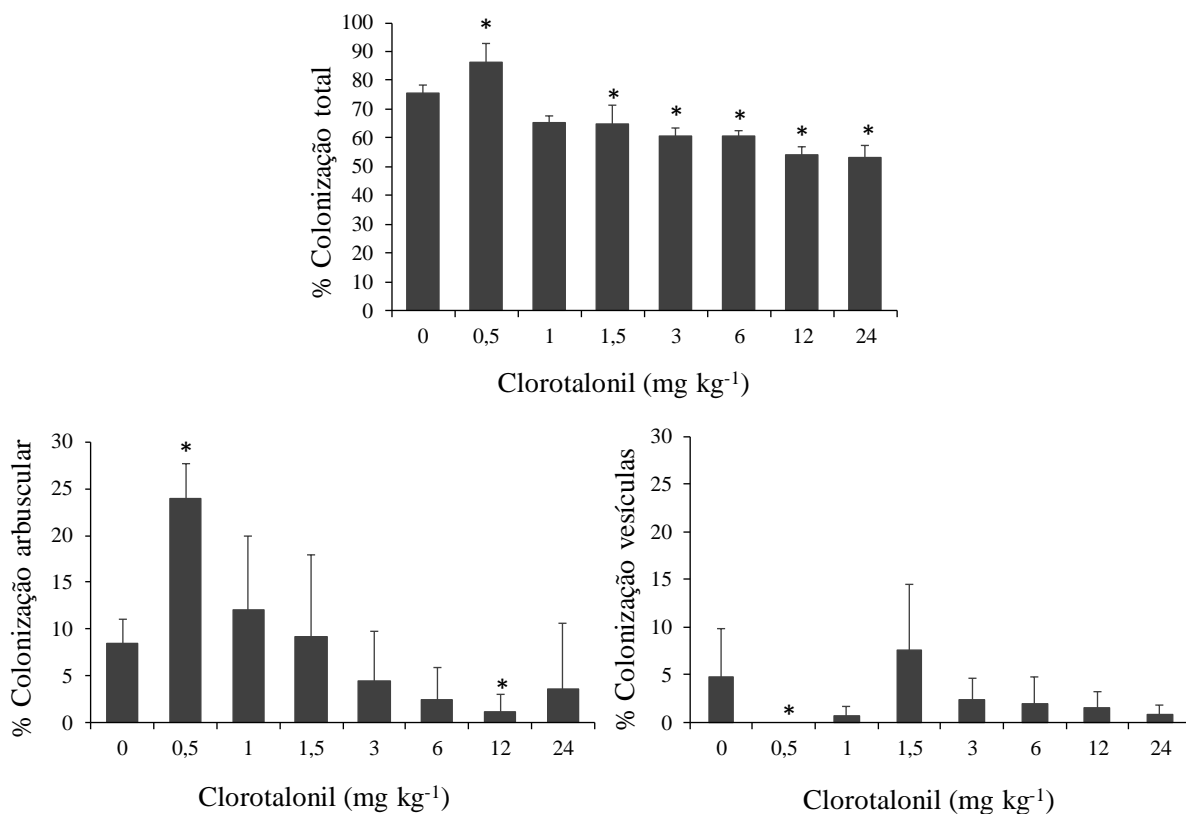 % Colonização total
100
90
80
70
60
50
40
30
20
10
0
* * * * * *
0 0,5 1 1,5 3 6 12 24
Clorotalonil (mg kg⁻¹)
% Colonização arbuscular
30
25
20
15
10
5
0
* *
0 0,5 1 1,5 3 6 12 24
Clorotalonil (mg kg⁻¹)
% Colonização vesículas
30
25
20
15
10
5
0
*
0 0,5 1 1,5 3 6 12 24
Clorotalonil (mg kg⁻¹)